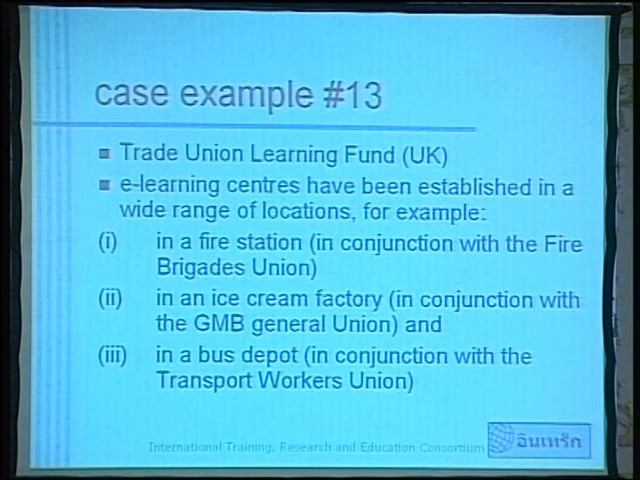 case example #13
Trade Union Learning Fund (UK)
e-learning centres have been established in a
wide range of locations, for example:
(i) in a fire station (in conjunction with the Fire
Brigades Union)
(ii) in an ice cream factory (in conjunction with
the GMB general Union) and
(iii) in a bus depot (in conjunction with the
Transport Workers Union)
International Training, Research and Education Consortium
อินเทร็ก